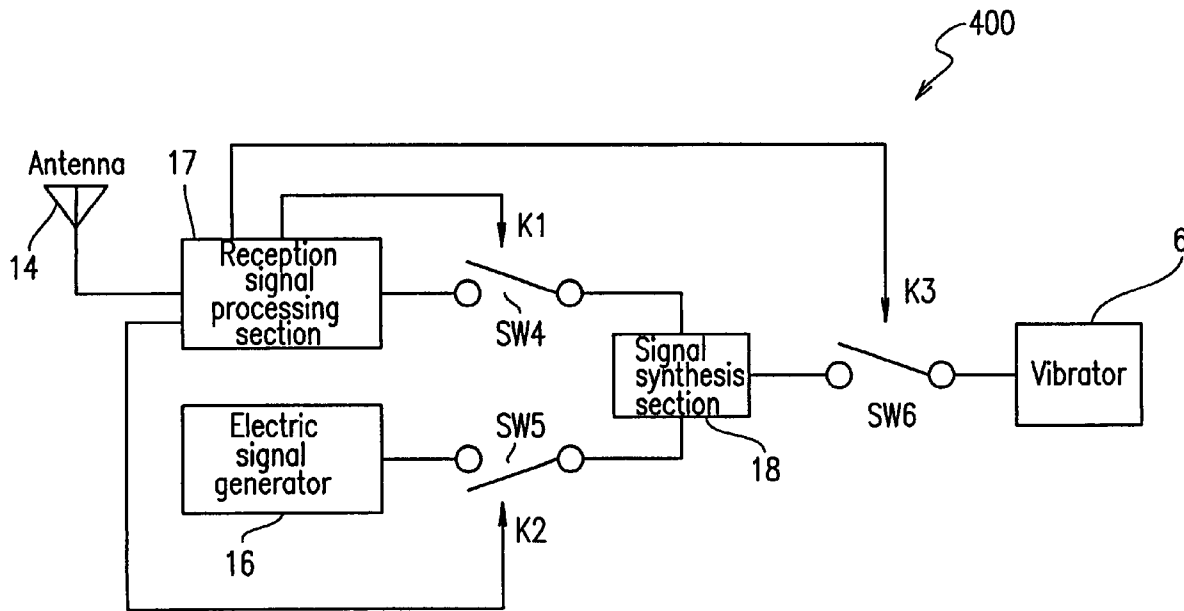 400
Antenna
17
14
Reception
signal
processing
section
K1
SW4
K3
6
Signal
synthesis
section
Vibrator
SW6
18
Electric
signal
generator
SW5
16
K2